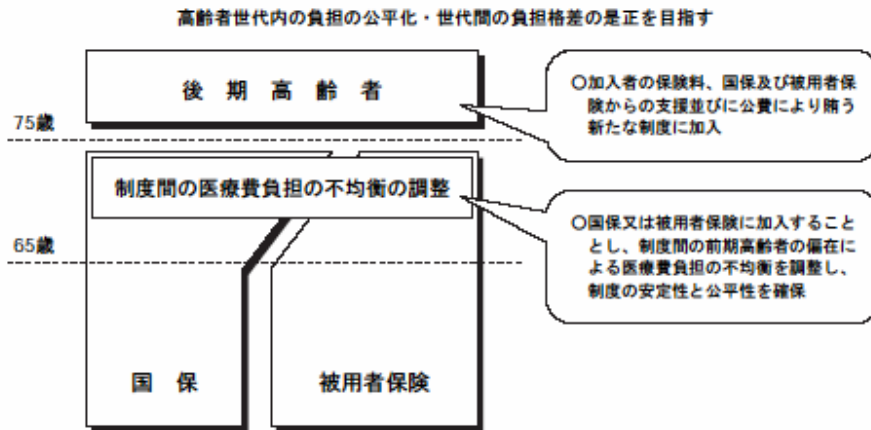 高齢者世代内の負担の公平化・世代間の負担格差の是正を目指す
後期高齢者
○加入者の保険料、国保及び被用者保
険からの支援並びに公費により賄う
新たな制度に加入
75歳
制度間の医療費負担の不均衡の調整
○国保又は被用者保険に加入すること
とし、制度間の前期高齢者の偏在に
よる医療費負担の不均衡を調整し、
制度の安定性と公平性を確保
65歳
国保
被用者保険